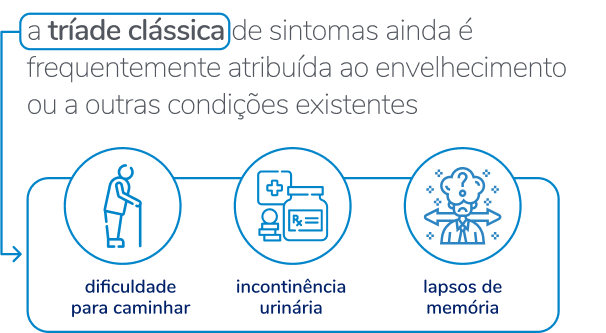 a tríade clássica de sintomas ainda é
frequentemente atribuída ao envelhecimento
ou a outras condições existentes
dificuldade
para caminhar
incontinência
urinária
lapsos de
memória